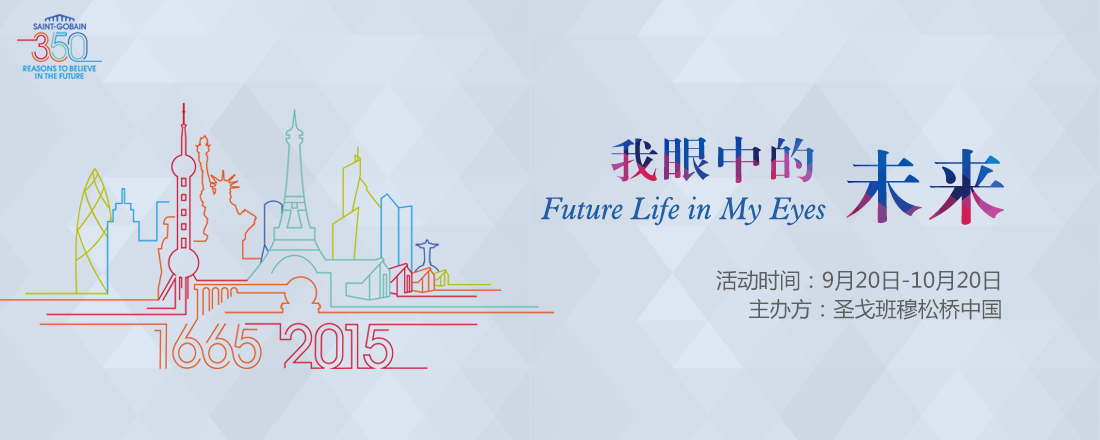 SAINT-GOBAIN
350
REASONS TO BELIEVE
IN THE FUTURE
我眼中的 未来
Future Life in My Eyes
活动时间：9月20日-10月20日
主办方：圣戈班穆松桥中国
1665 2015